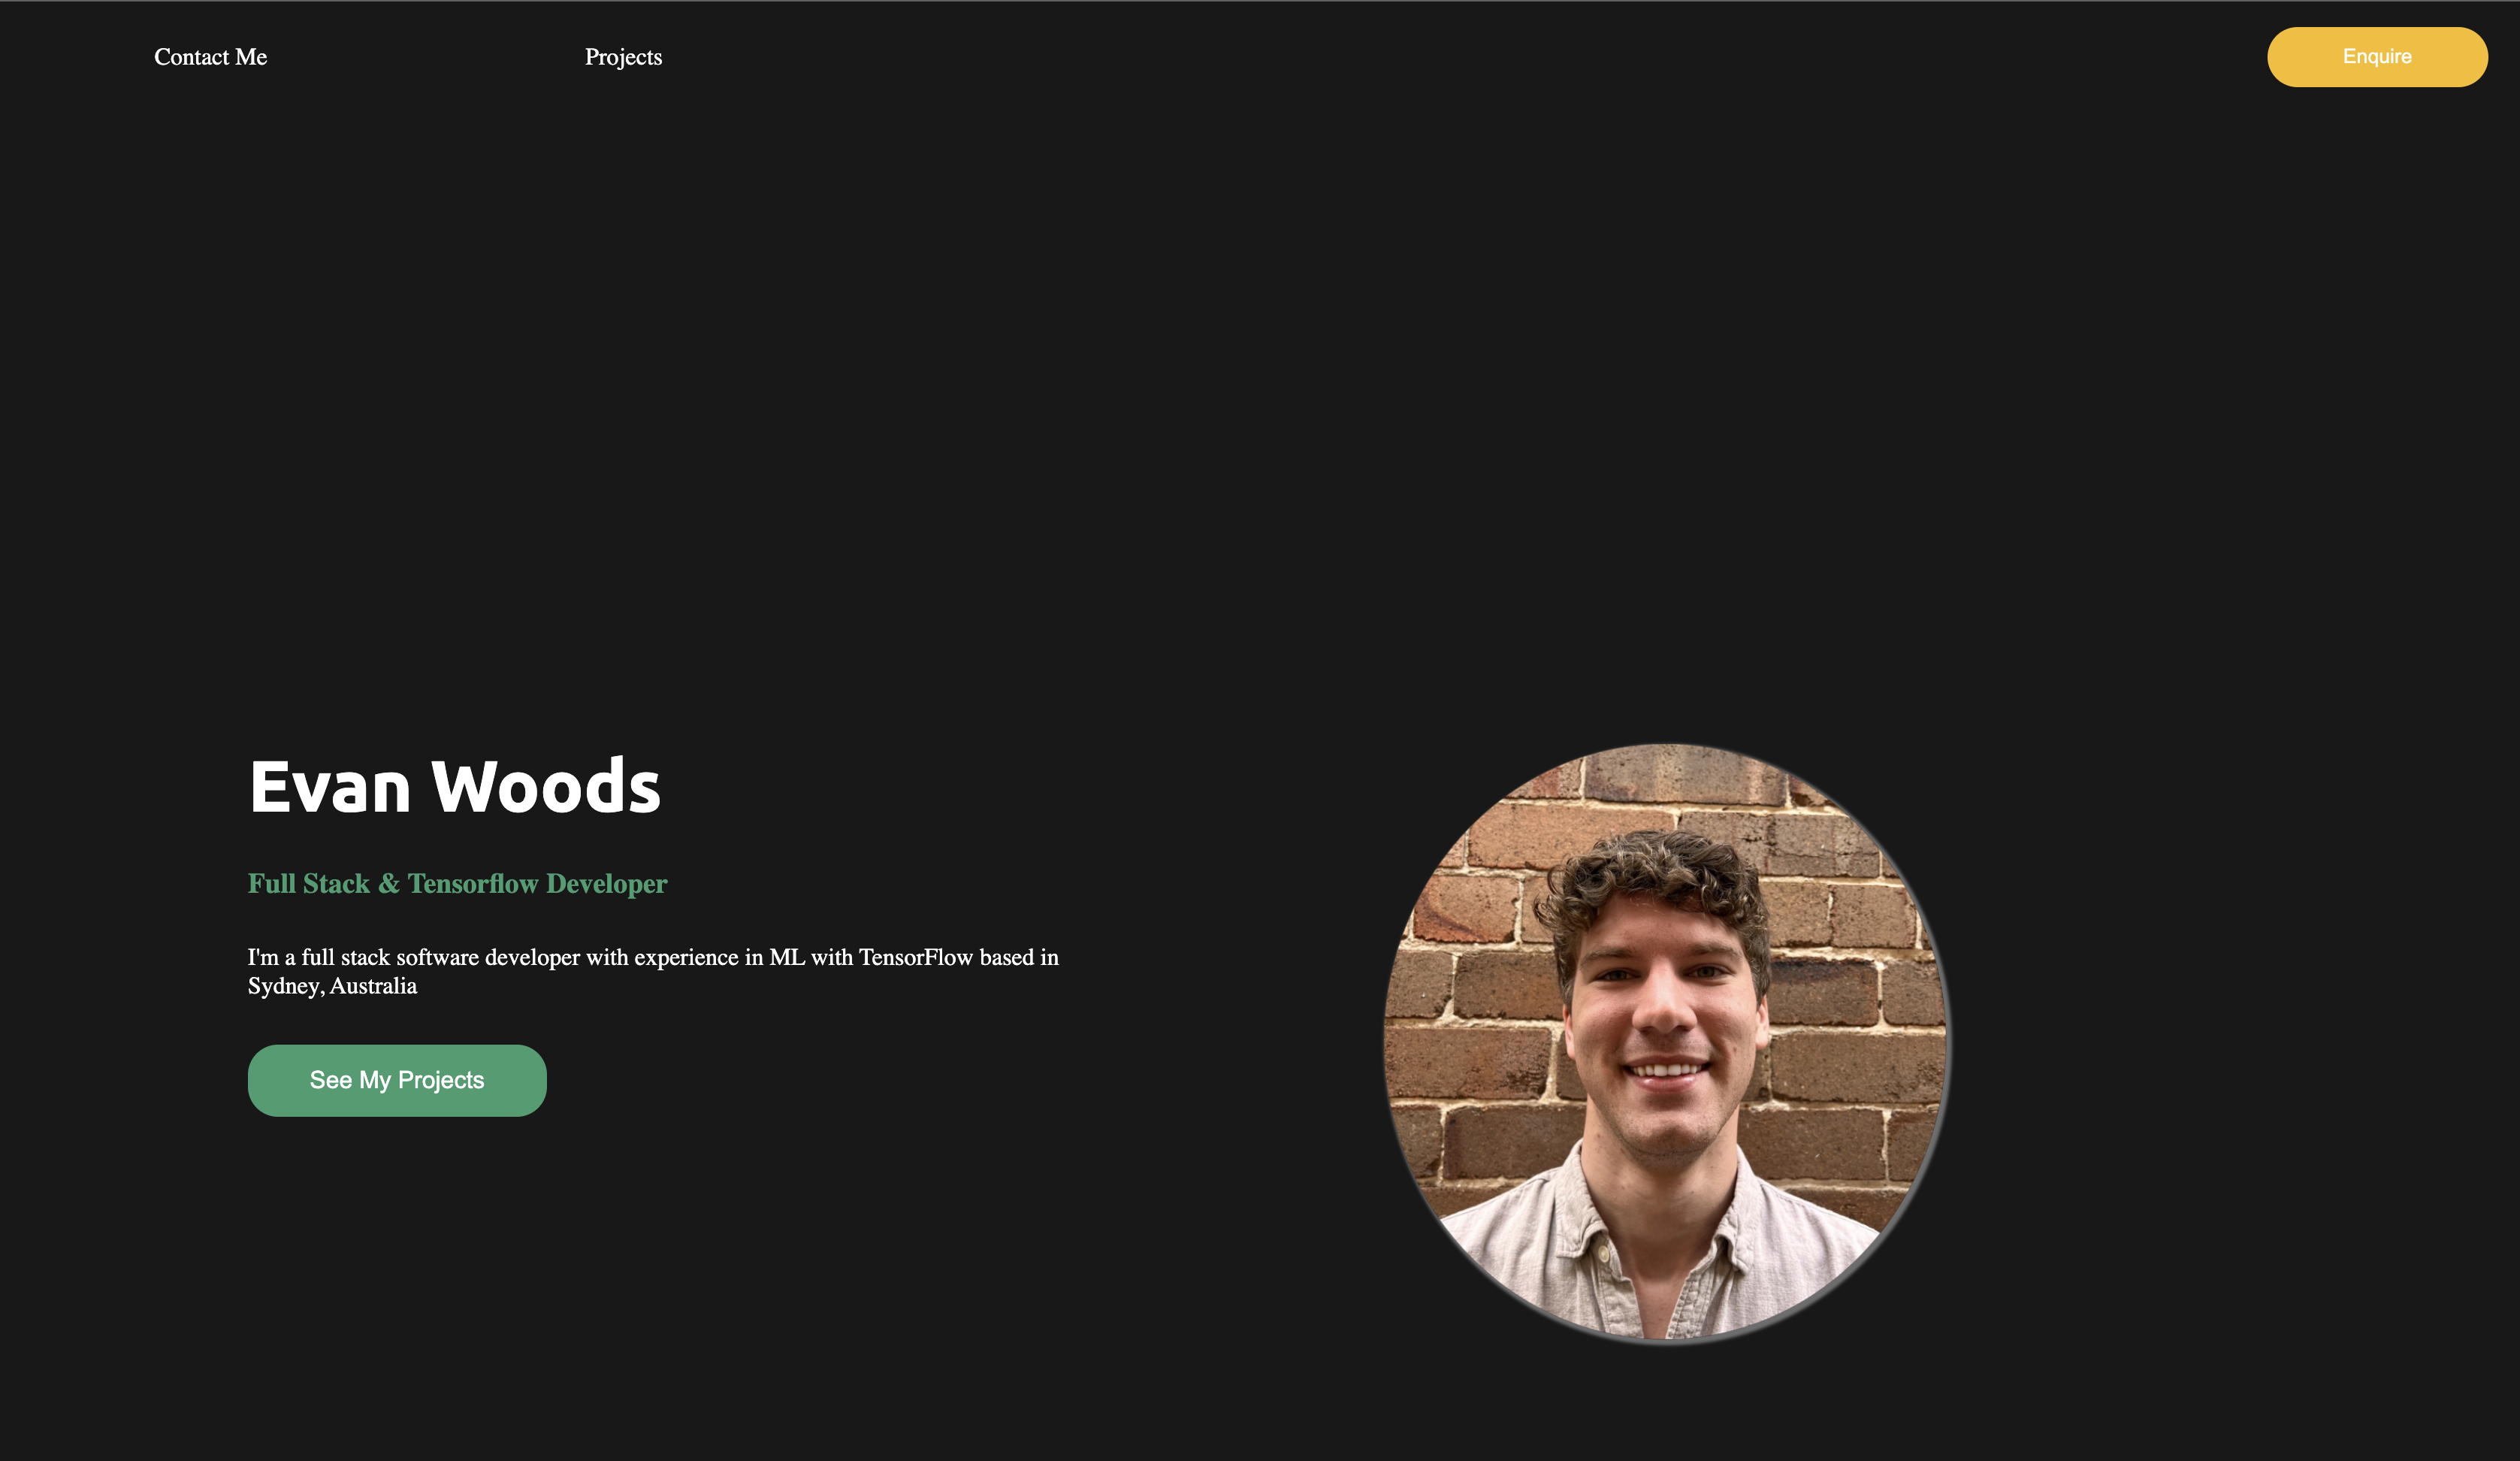 Contact Me
Projects
Enquire
Evan Woods
Full Stack & Tensorflow Developer
I'm a full stack software developer with experience in ML with TensorFlow based in
Sydney, Australia
See My Projects